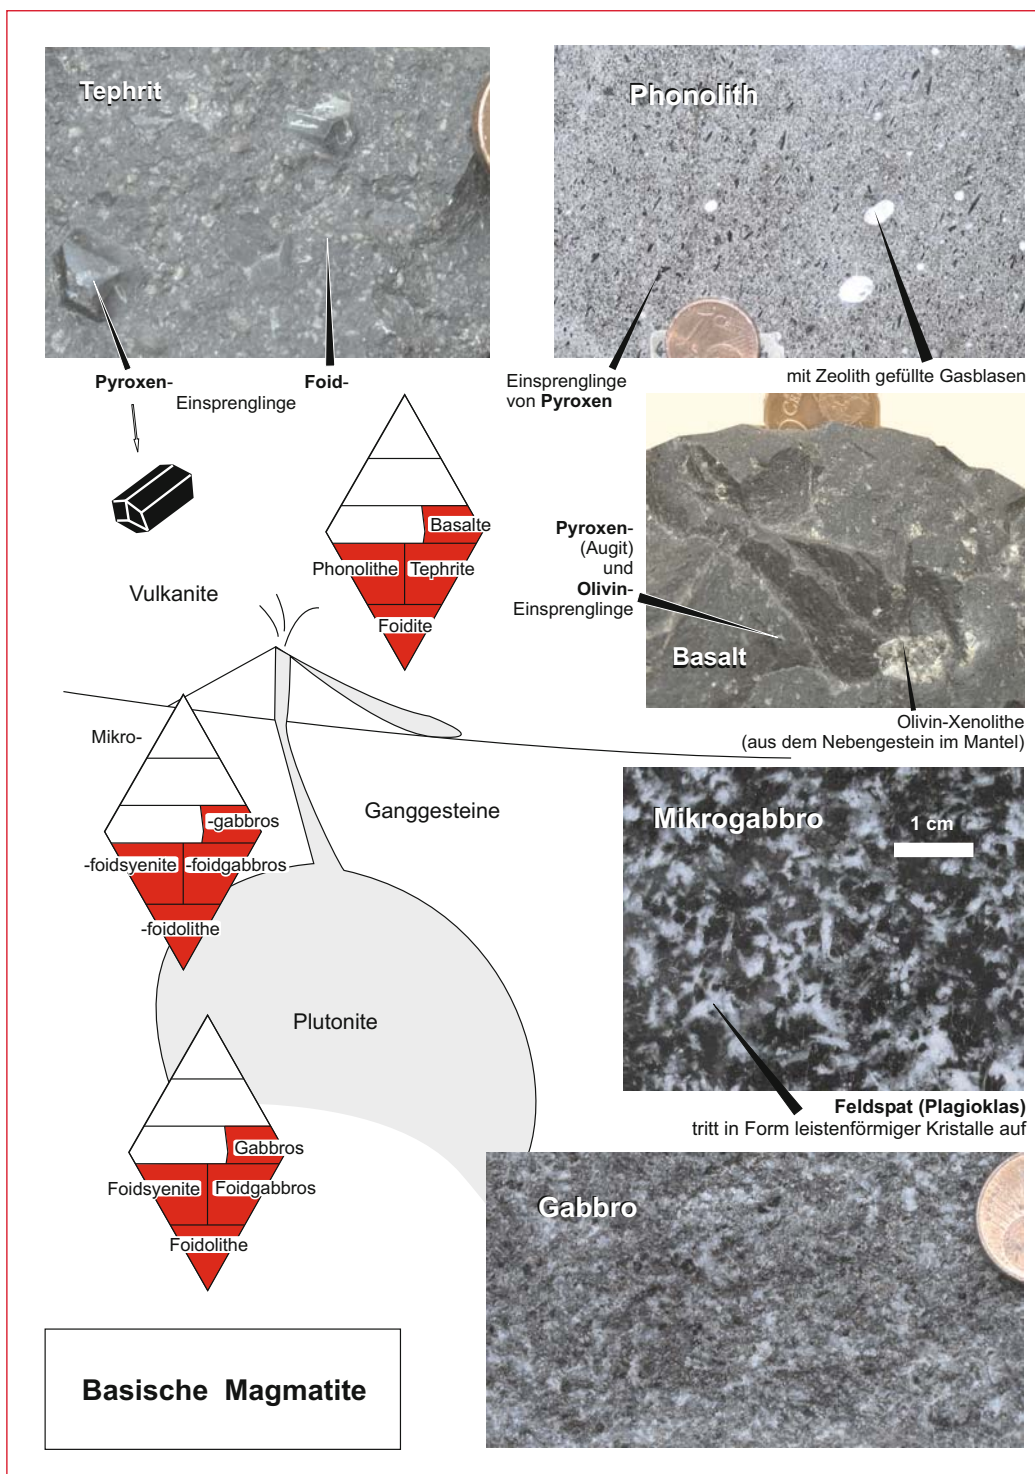 Tephrit
Phonolith
Pyroxen-
Einsprenglinge
Foid-
Einsprenglinge
von Pyroxen
mit Zeolith gefüllte Gasblasen
Basalte
Phonolithe
Tephrite
Foidite
Vulkanite
Pyroxen-
(Augit)
und
Olivin-
Einsprenglinge
Basalt
Olivin-Xenolithe
(aus dem Nebengestein im Mantel)
Mikro-
-gabbros
-foidsyenite
-foidgabbros
-foidolithe
Ganggesteine
Mikrogabbro
1 cm
Feldspat (Plagioklas)
tritt in Form leistenförmiger Kristalle auf
Plutonite
Gabbros
Foidsyenite
Foidgabbros
Foidolithe
Gabbro
Basische Magmatite